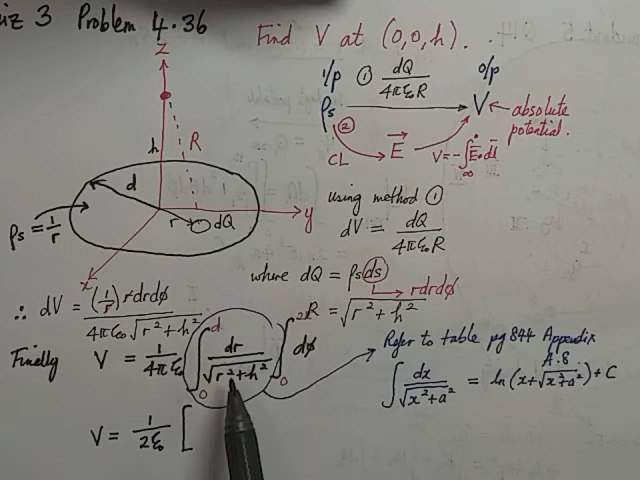 iz 3 Problem 4.36
Find V at (0,0,h).
z
i/p ① dQ/4πε₀R o/p
ρs → V ← absolute potential.
② CL → E⃗ V = -∫∞ E⃗·dl⃗
h
R
d
r
dQ
y
x
ρs = 1/r
using method ①
dV = dQ/4πε₀R
where dQ = ρs ds
→ r dr dφ
R = √(r² + h²)
∴ dV = (1/r) r dr dφ / 4πε₀√(r² + h²)
Finally V = 1/4πε₀ ∫₀ᵈ dr/√(r² + h²) ∫₀ dφ
Refer to table pg 844 Appendix A.8
∫ dx/√(x² + a²) = ln(x + √(x² + a²)) + C
V = 1/2ε₀ [